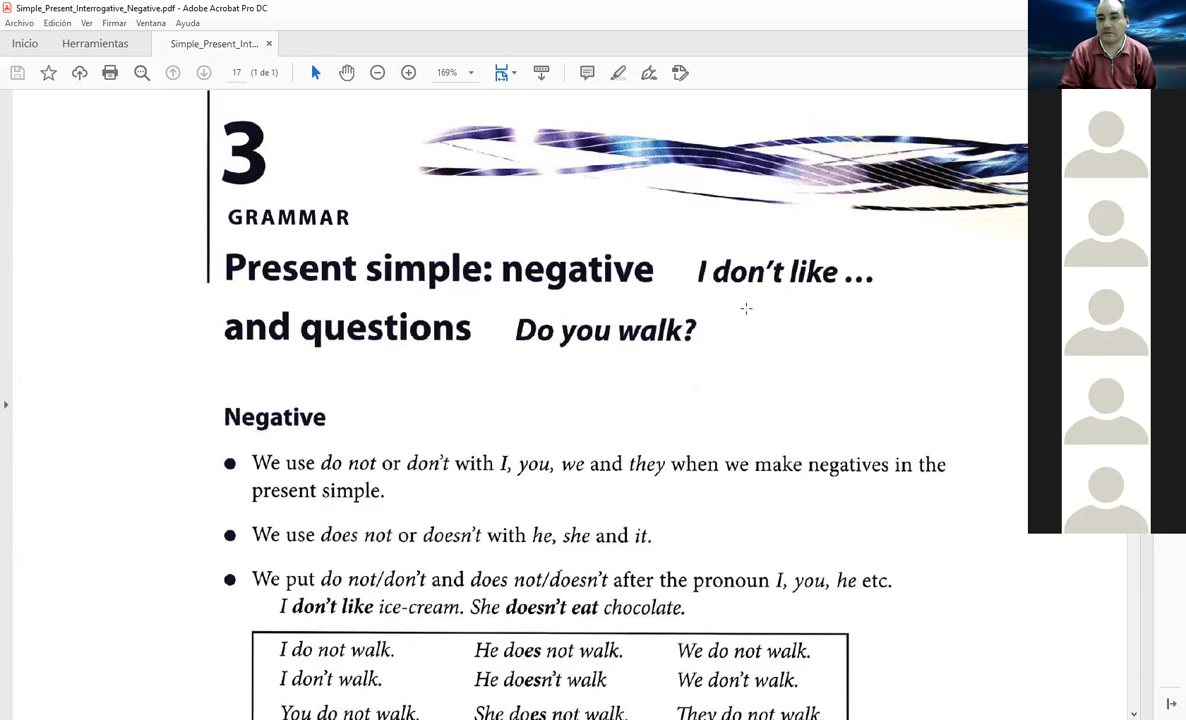 Simple_Present_Interrogative_Negative.pdf - Adobe Acrobat Pro DC
Archivo Edición Ver Firmar Ventana Ayuda
Inicio Herramientas Simple_Present_Int... ×
17 (1 de 1) 169%
3
GRAMMAR
Present simple: negative I don't like ...
and questions Do you walk?
Negative
● We use do not or don't with I, you, we and they when we make negatives in the
present simple.
● We use does not or doesn't with he, she and it.
● We put do not/don't and does not/doesn't after the pronoun I, you, he etc.
I don't like ice-cream. She doesn't eat chocolate.
I do not walk. He does not walk. We do not walk.
I don't walk. He doesn't walk We don't walk.
You do not walk. She does not walk. They do not walk.